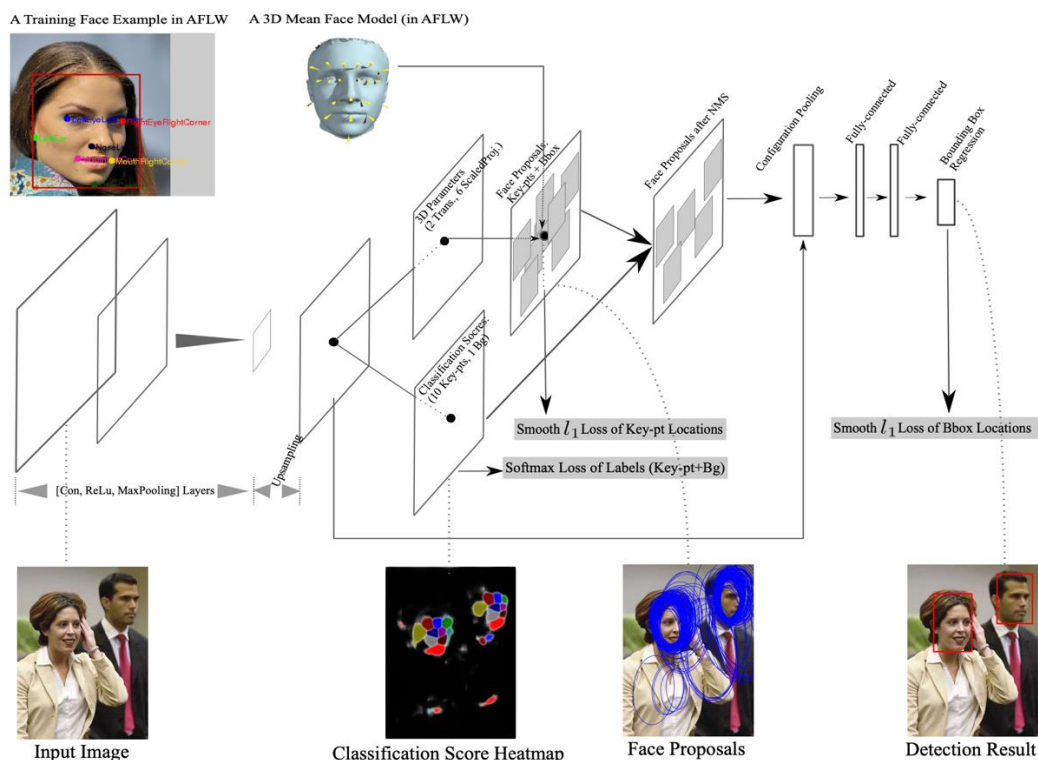 A Training Face Example in AFLW
A 3D Mean Face Model (in AFLW)
RightEyeRightCorner
MouthRightCorner
3D Parameters
(2 Trans., 6 ScaledProj.)
Face Proposals:
Key-pts + Bbox
Face Proposals after NMS
Configuration Pooling
Fully-connected
Fully-connected
Bounding Box
Regression
Classification Socres:
(10 Key-pts, 1 Bg)
Smooth l1 Loss of Key-pt Locations
Smooth l1 Loss of Bbox Locations
Softmax Loss of Labels (Key-pt+Bg)
[Con, ReLu, MaxPooling] Layers
Upsampling
Input Image
Classification Score Heatmap
Face Proposals
Detection Result